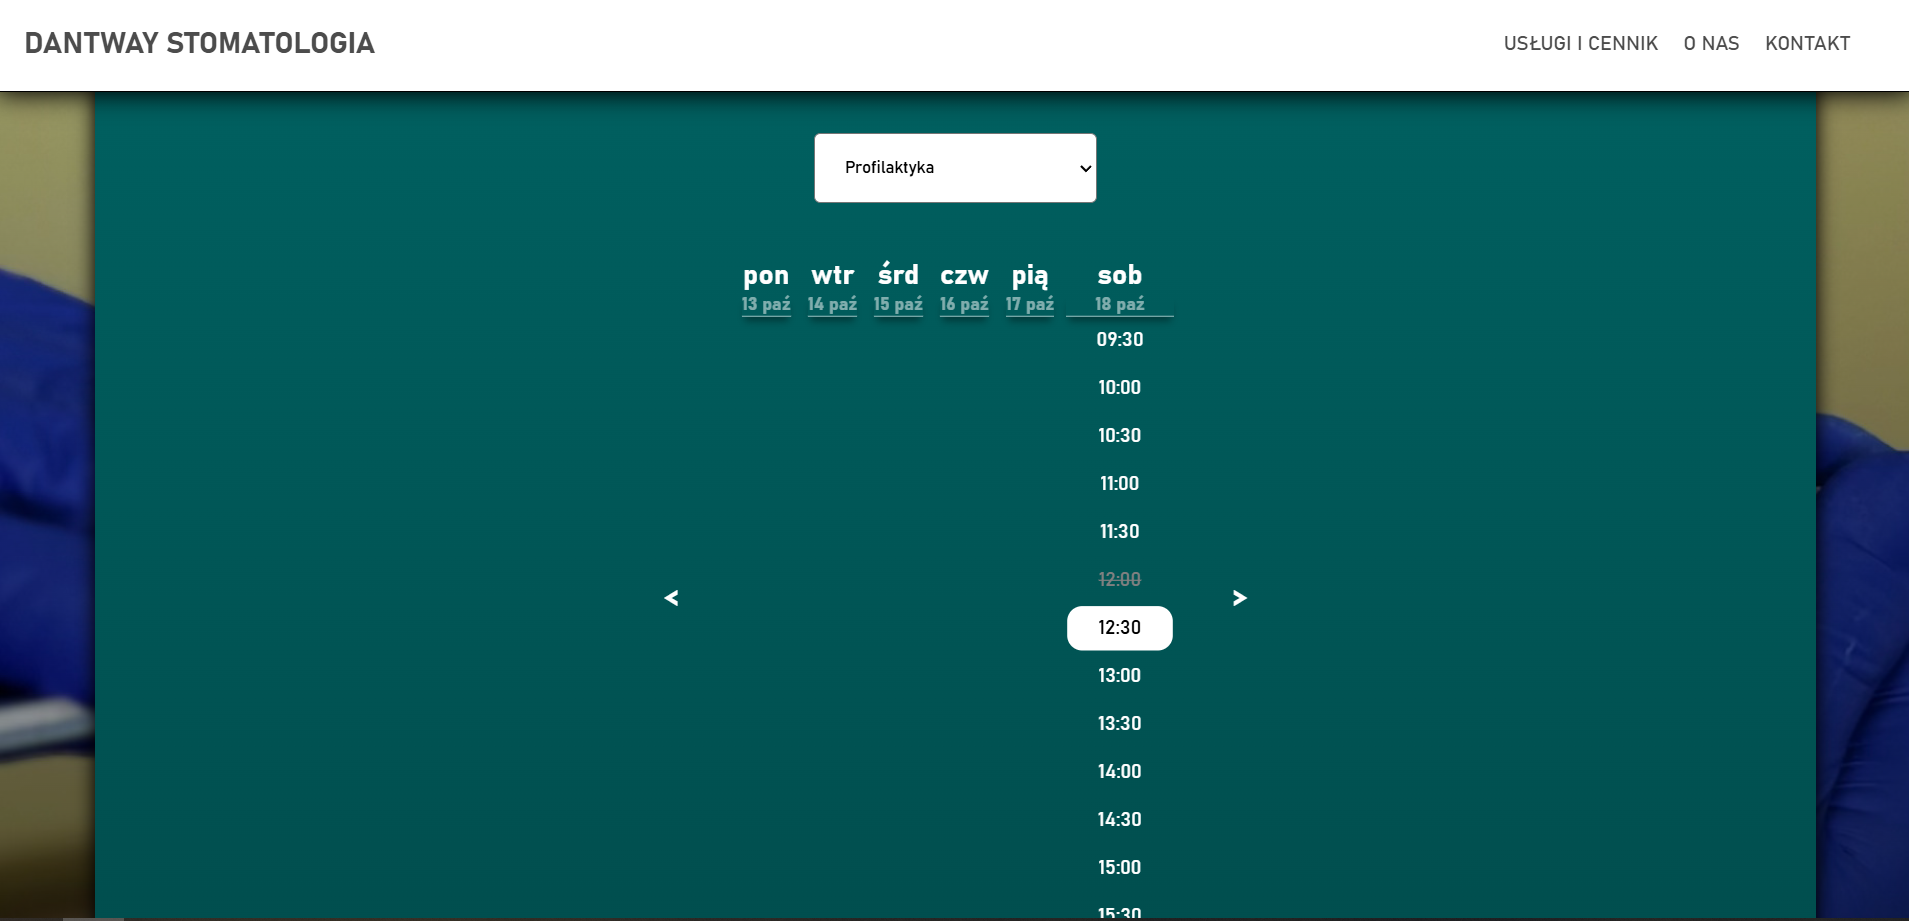 DANTWAY STOMATOLOGIA
USŁUGI I CENNIK O NAS KONTAKT
Profilaktyka
pon wtr śrd czw pią sob
13 paź 14 paź 15 paź 16 paź 17 paź 18 paź
09:30
10:00
10:30
11:00
11:30
12:00
< >
12:30
13:00
13:30
14:00
14:30
15:00
15:30